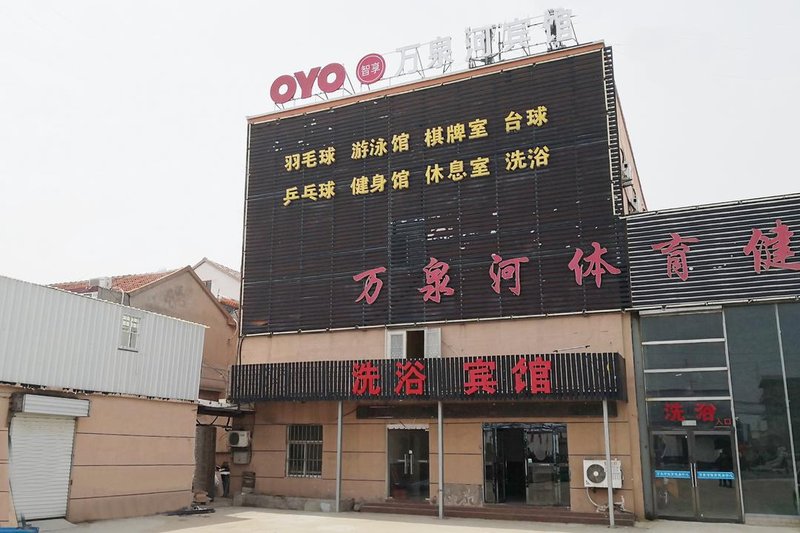 OYO 智享 万泉河宾馆
羽毛球 游泳馆 棋牌室 台球
乒乓球 健身馆 休息室 洗浴
万泉河体育健
洗浴 宾馆
洗浴 入口